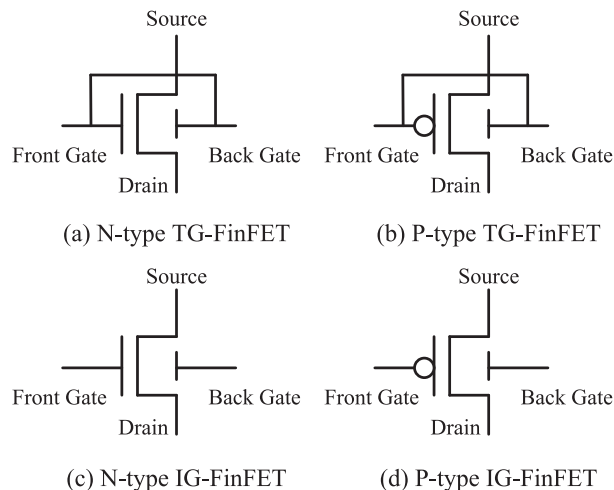 Source
Source
Front Gate
Back Gate
Front Gate
Back Gate
Drain
Drain
(a) N-type TG-FinFET
(b) P-type TG-FinFET
Source
Source
Front Gate
Back Gate
Front Gate
Back Gate
Drain
Drain
(c) N-type IG-FinFET
(d) P-type IG-FinFET